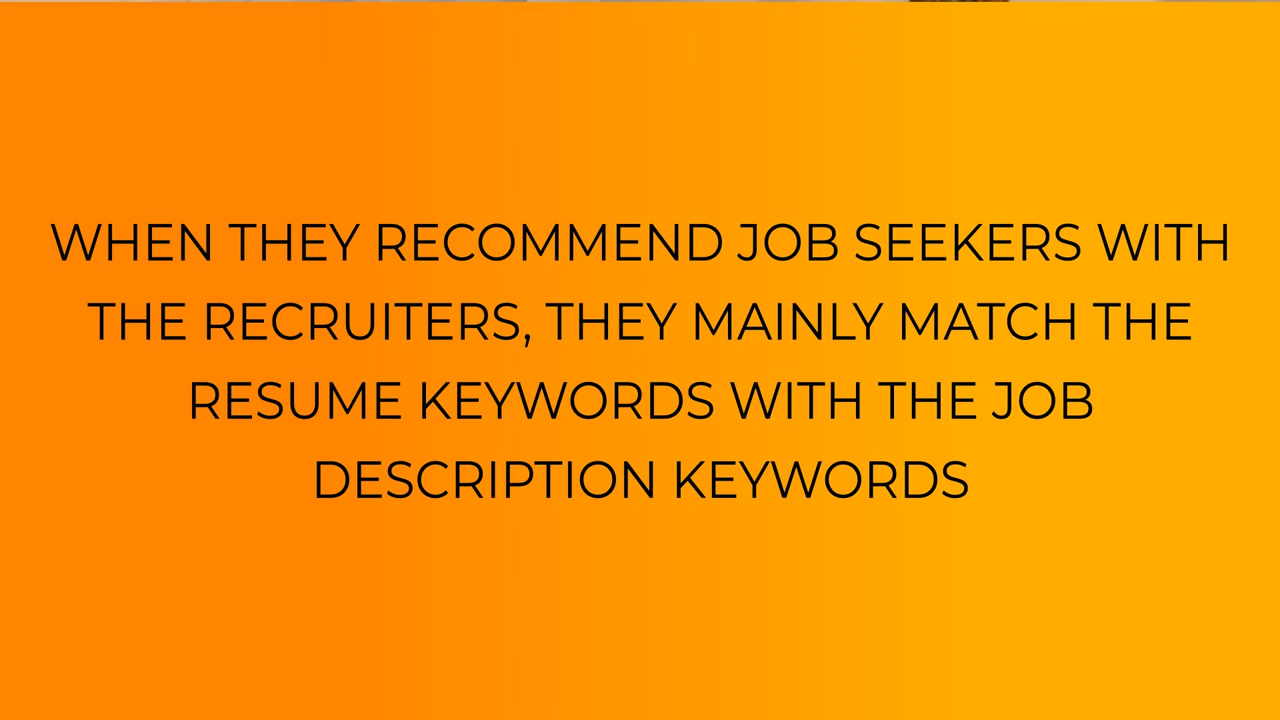 WHEN THEY RECOMMEND JOB SEEKERS WITH
THE RECRUITERS, THEY MAINLY MATCH THE
RESUME KEYWORDS WITH THE JOB
DESCRIPTION KEYWORDS